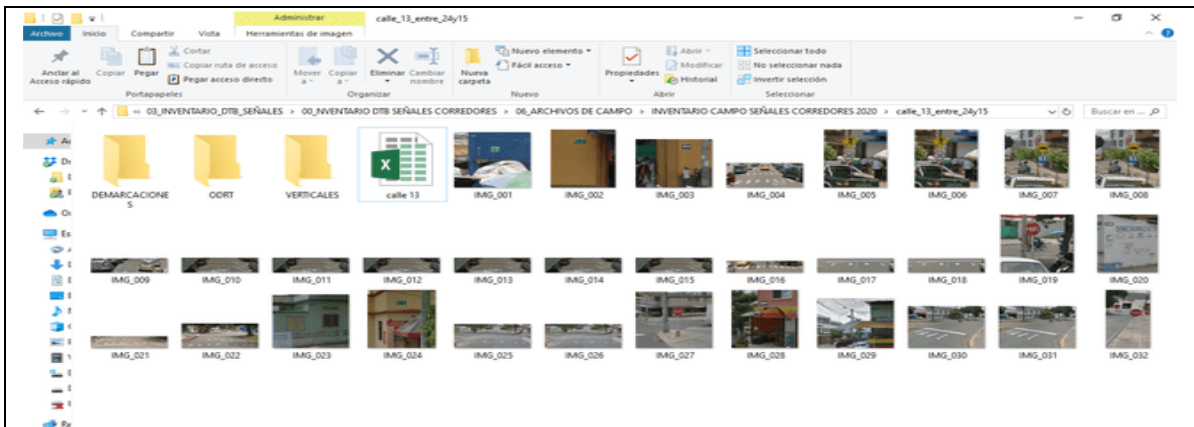 Administrar
calle_13_entre_24y15
Archivo Inicio Compartir Vista Herramientas de imagen
Anclar al Acceso rápido
Copiar
Pegar
Cortar
Copiar ruta de acceso
Pegar acceso directo
Mover a
Copiar a
Eliminar
Cambiar nombre
Nueva carpeta
Nuevo elemento
Fácil acceso
Propiedades
Abrir
Modificar
Historial
Seleccionar todo
No seleccionar nada
Invertir selección
Portapapeles Organizar Nuevo Abrir Seleccionar
« 03_INVENTARIO_DTB_SEÑALES > 00_NVENTARIO DTB SEÑALES CORREDORES > 06_ARCHIVOS DE CAMPO > INVENTARIO CAMPO SEÑALES CORREDORES 2020 > calle_13_entre_24y15
Buscar en ...
DEMARCACIONE
S
ODRT VERTICALES calle 13 IMG_001 IMG_002 IMG_003 IMG_004 IMG_005 IMG_006 IMG_007 IMG_008
IMG_009 IMG_010 IMG_011 IMG_012 IMG_013 IMG_014 IMG_015 IMG_016 IMG_017 IMG_018 IMG_019 IMG_020
IMG_021 IMG_022 IMG_023 IMG_024 IMG_025 IMG_026 IMG_027 IMG_028 IMG_029 IMG_030 IMG_031 IMG_032